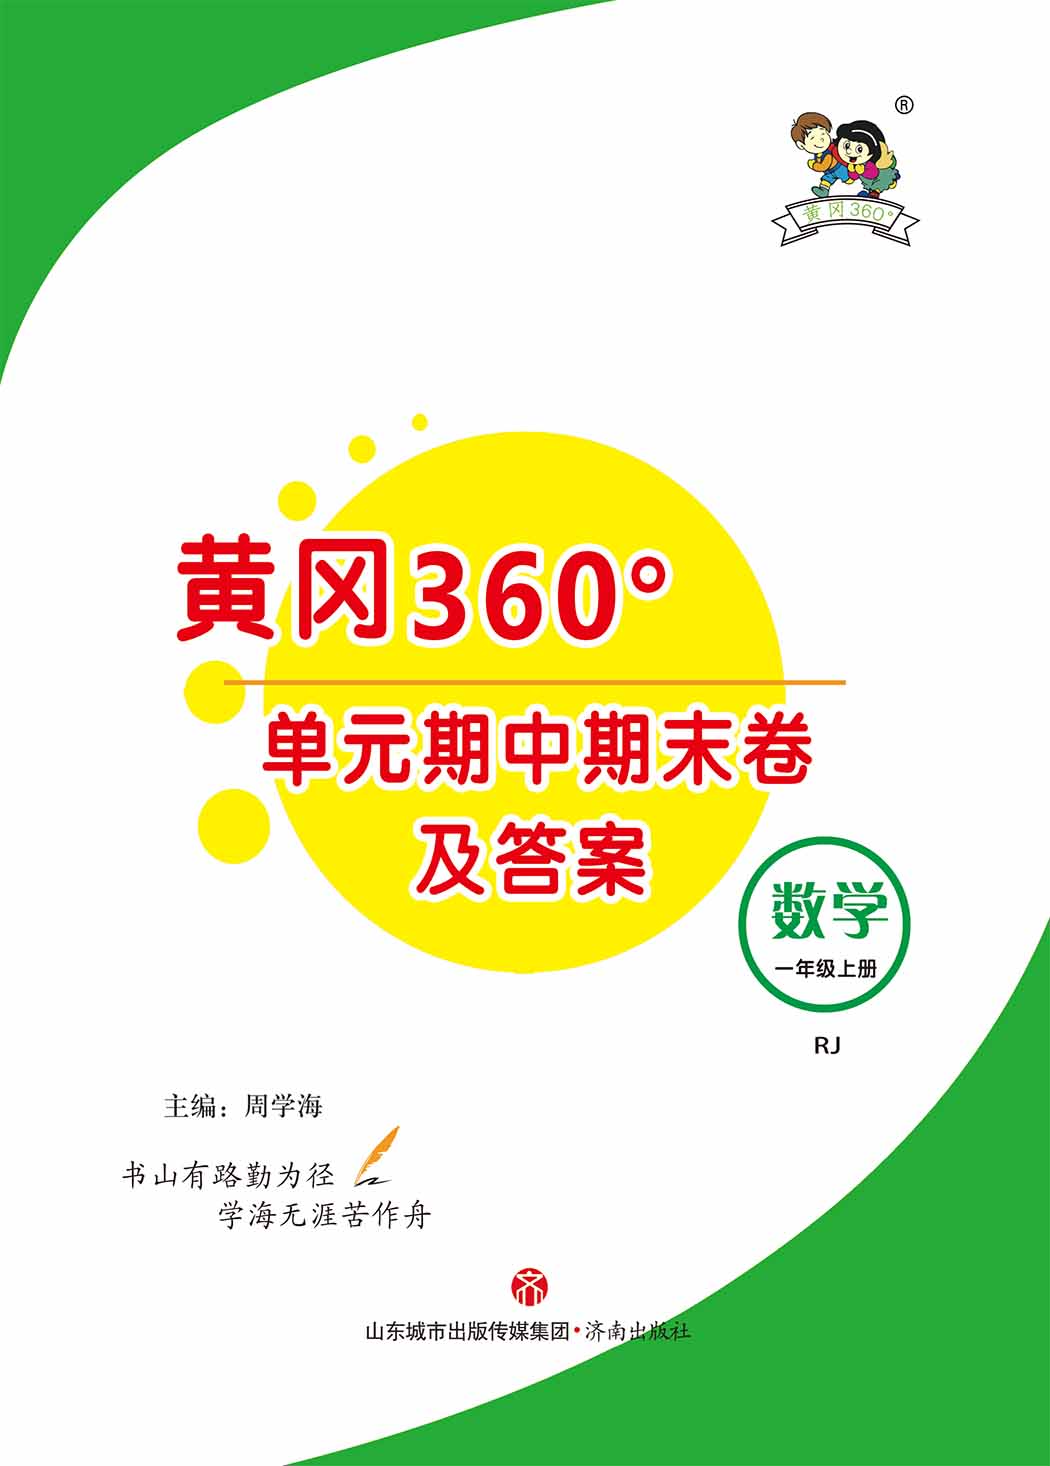 ®
黄冈360°
黄冈360°
单元期中期末卷
及答案
数学
一年级上册
RJ
主编：周学海
书山有路勤为径
学海无涯苦作舟
山东城市出版传媒集团·济南出版社